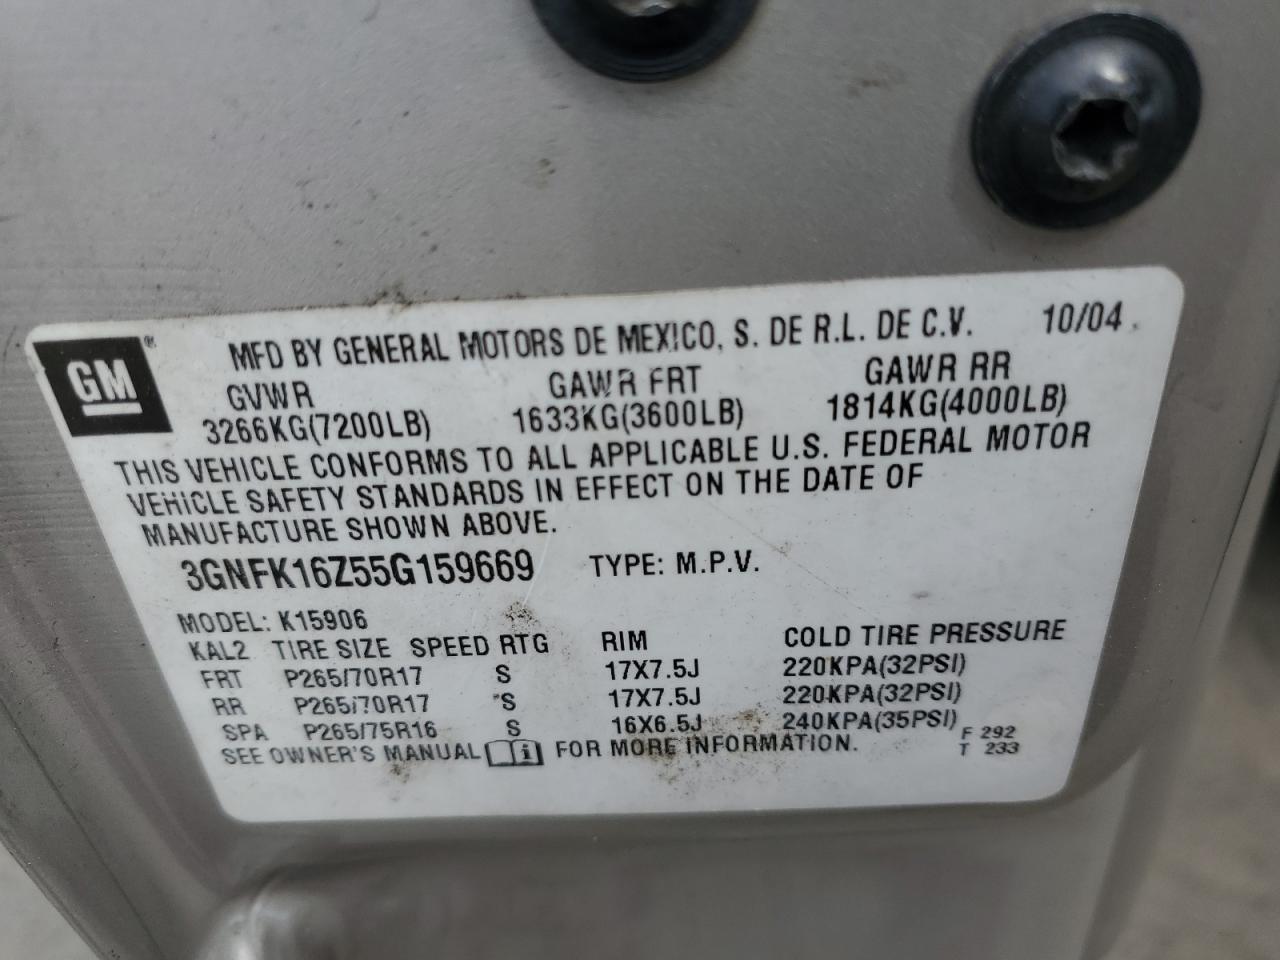 GM®
MFD BY GENERAL MOTORS DE MEXICO, S. DE R.L. DE C.V. 10/04
GVWR GAWR FRT GAWR RR
3266KG(7200LB) 1633KG(3600LB) 1814KG(4000LB)
THIS VEHICLE CONFORMS TO ALL APPLICABLE U.S. FEDERAL MOTOR
VEHICLE SAFETY STANDARDS IN EFFECT ON THE DATE OF
MANUFACTURE SHOWN ABOVE.
3GNFK16Z55G159669 TYPE: M.P.V.
MODEL: K15906
KAL2 TIRE SIZE SPEED RTG RIM COLD TIRE PRESSURE
FRT P265/70R17 S 17X7.5J 220KPA(32PSI)
RR P265/70R17 S 17X7.5J 220KPA(32PSI)
SPA P265/75R16 S 16X6.5J 240KPA(35PSI)
SEE OWNER'S MANUAL i FOR MORE INFORMATION.
F 292
T 233